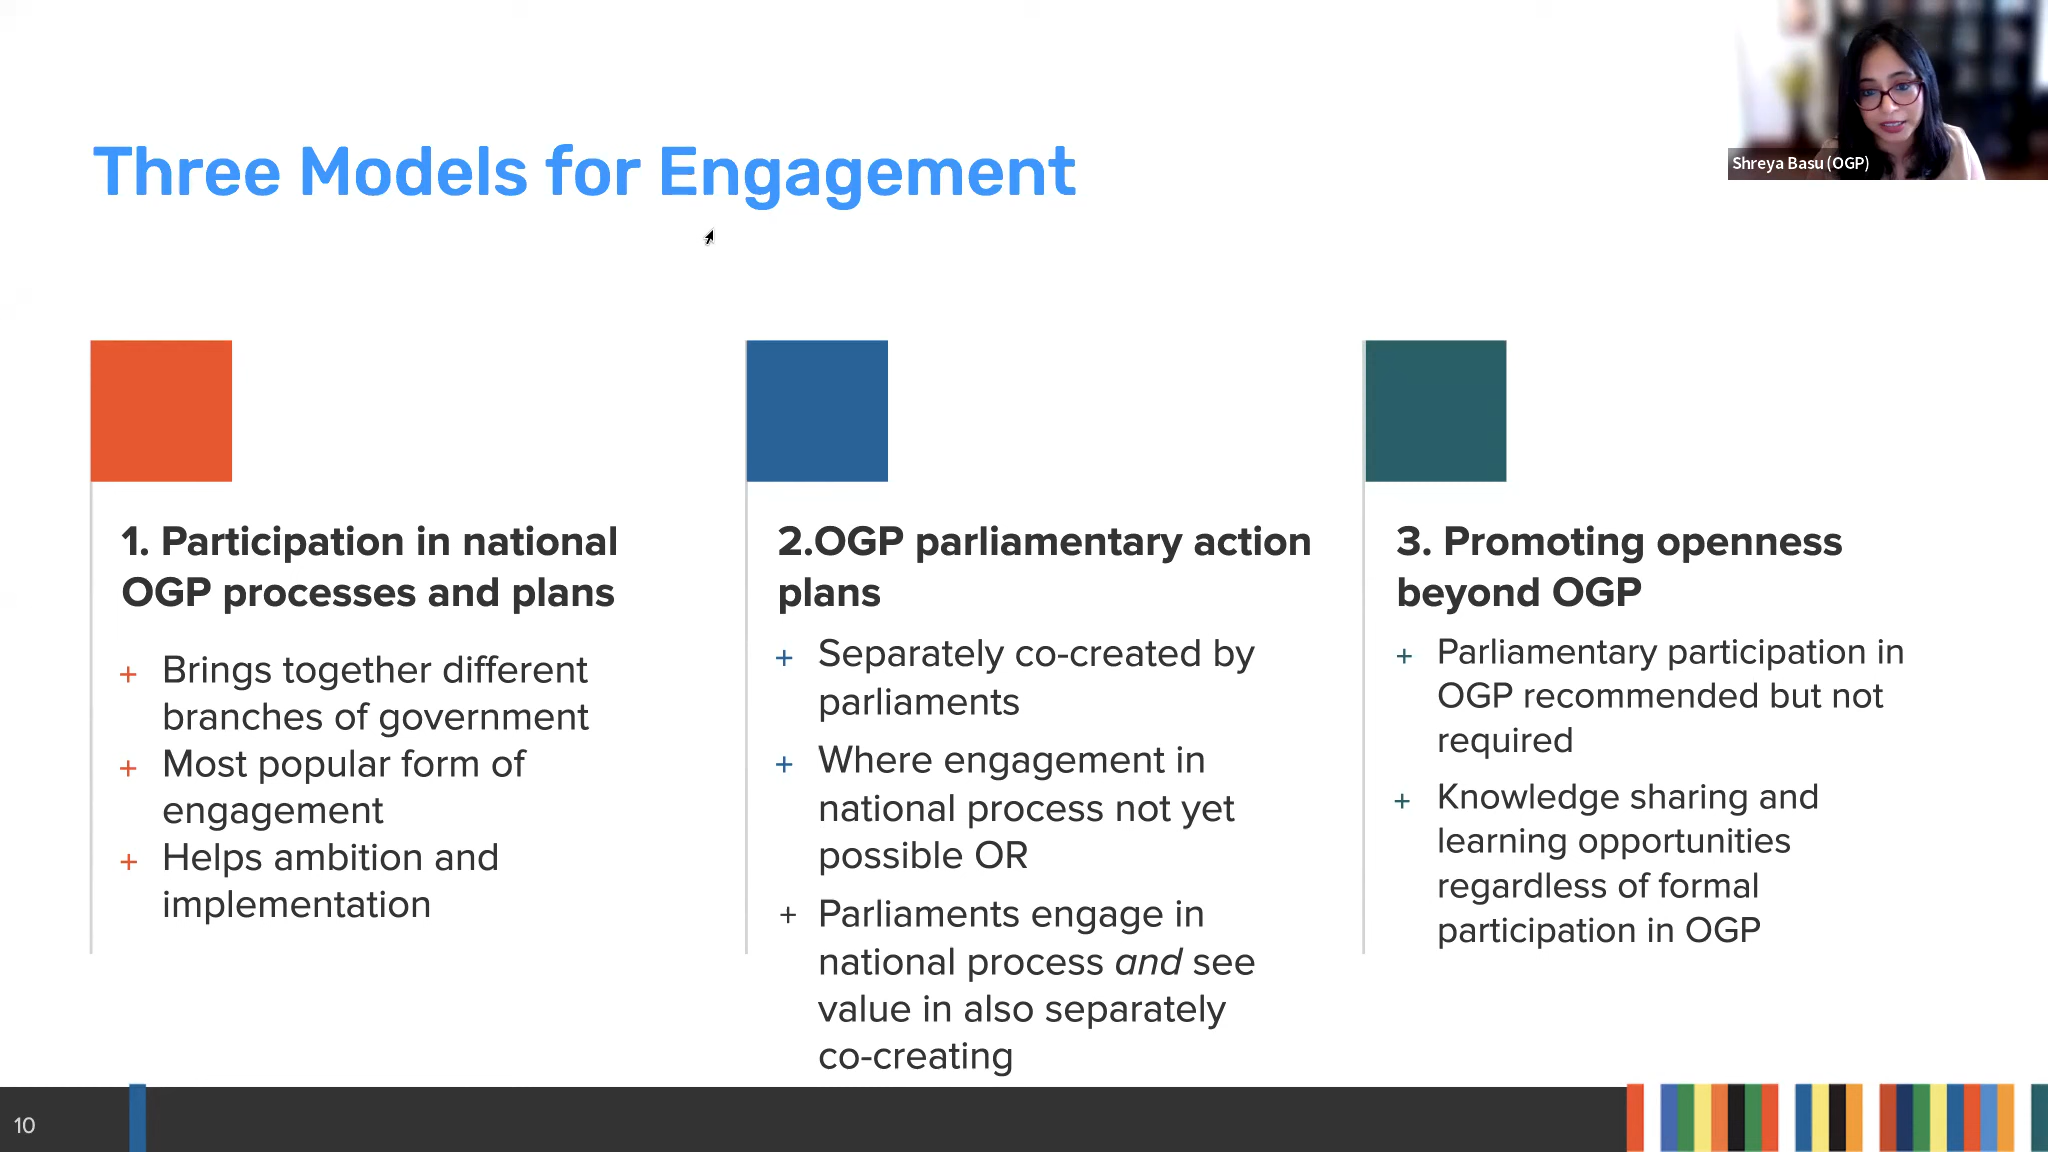 Three Models for Engagement
Shreya Basu (OGP)
1. Participation in national
OGP processes and plans
+ Brings together different
branches of government
+ Most popular form of
engagement
+ Helps ambition and
implementation
2.OGP parliamentary action
plans
+ Separately co-created by
parliaments
+ Where engagement in
national process not yet
possible OR
+ Parliaments engage in
national process and see
value in also separately
co-creating
3. Promoting openness
beyond OGP
+ Parliamentary participation in
OGP recommended but not
required
+ Knowledge sharing and
learning opportunities
regardless of formal
participation in OGP
10